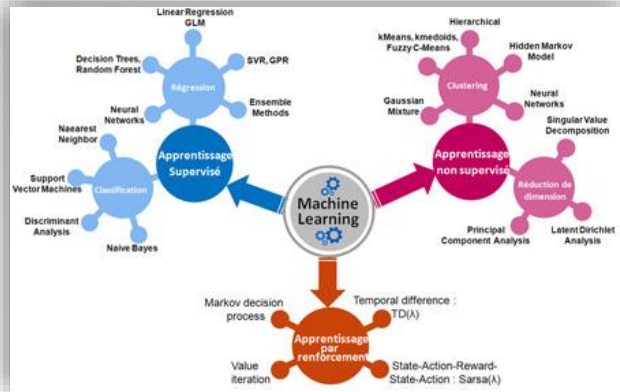 Linear Regression
GLM
Decision Trees,
Random Forest
SVR, GPR
Régression
Neural
Networks
Ensemble
Methods
Naearest
Neighbor
Apprentissage
Supervisé
Support
Vector Machines
Classification
Discriminant
Analysis
Naive Bayes
Machine
Learning
Hierarchical
kMeans, kmedoids,
Fuzzy C-Means
Hidden Markov
Model
Clustering
Gaussian
Mixture
Neural
Networks
Apprentissage
non supervisé
Singular Value
Decomposition
Réduction de
dimension
Principal
Component Analysis
Latent Dirichlet
Analysis
Markov decision
process
Temporal difference :
TD(λ)
Apprentissage
par
renforcement
Value
iteration
State-Action-Reward-
State-Action : Sarsa(λ)